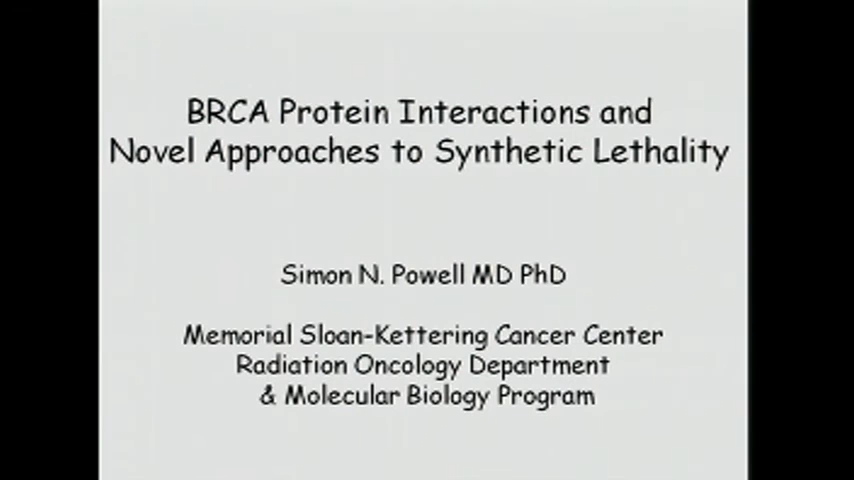 BRCA Protein Interactions and
Novel Approaches to Synthetic Lethality
Simon N. Powell MD PhD
Memorial Sloan-Kettering Cancer Center
Radiation Oncology Department
& Molecular Biology Program